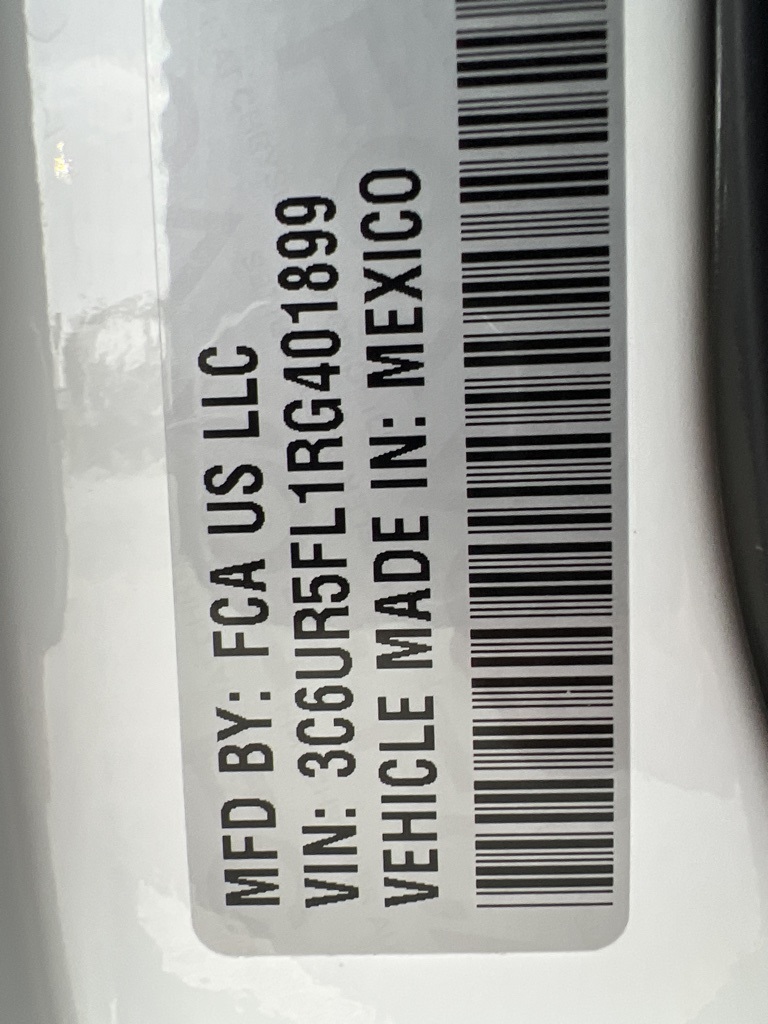 MFD BY: FCA US LLC
VIN: 3C6UR5FL1RG401899
VEHICLE MADE IN: MEXICO